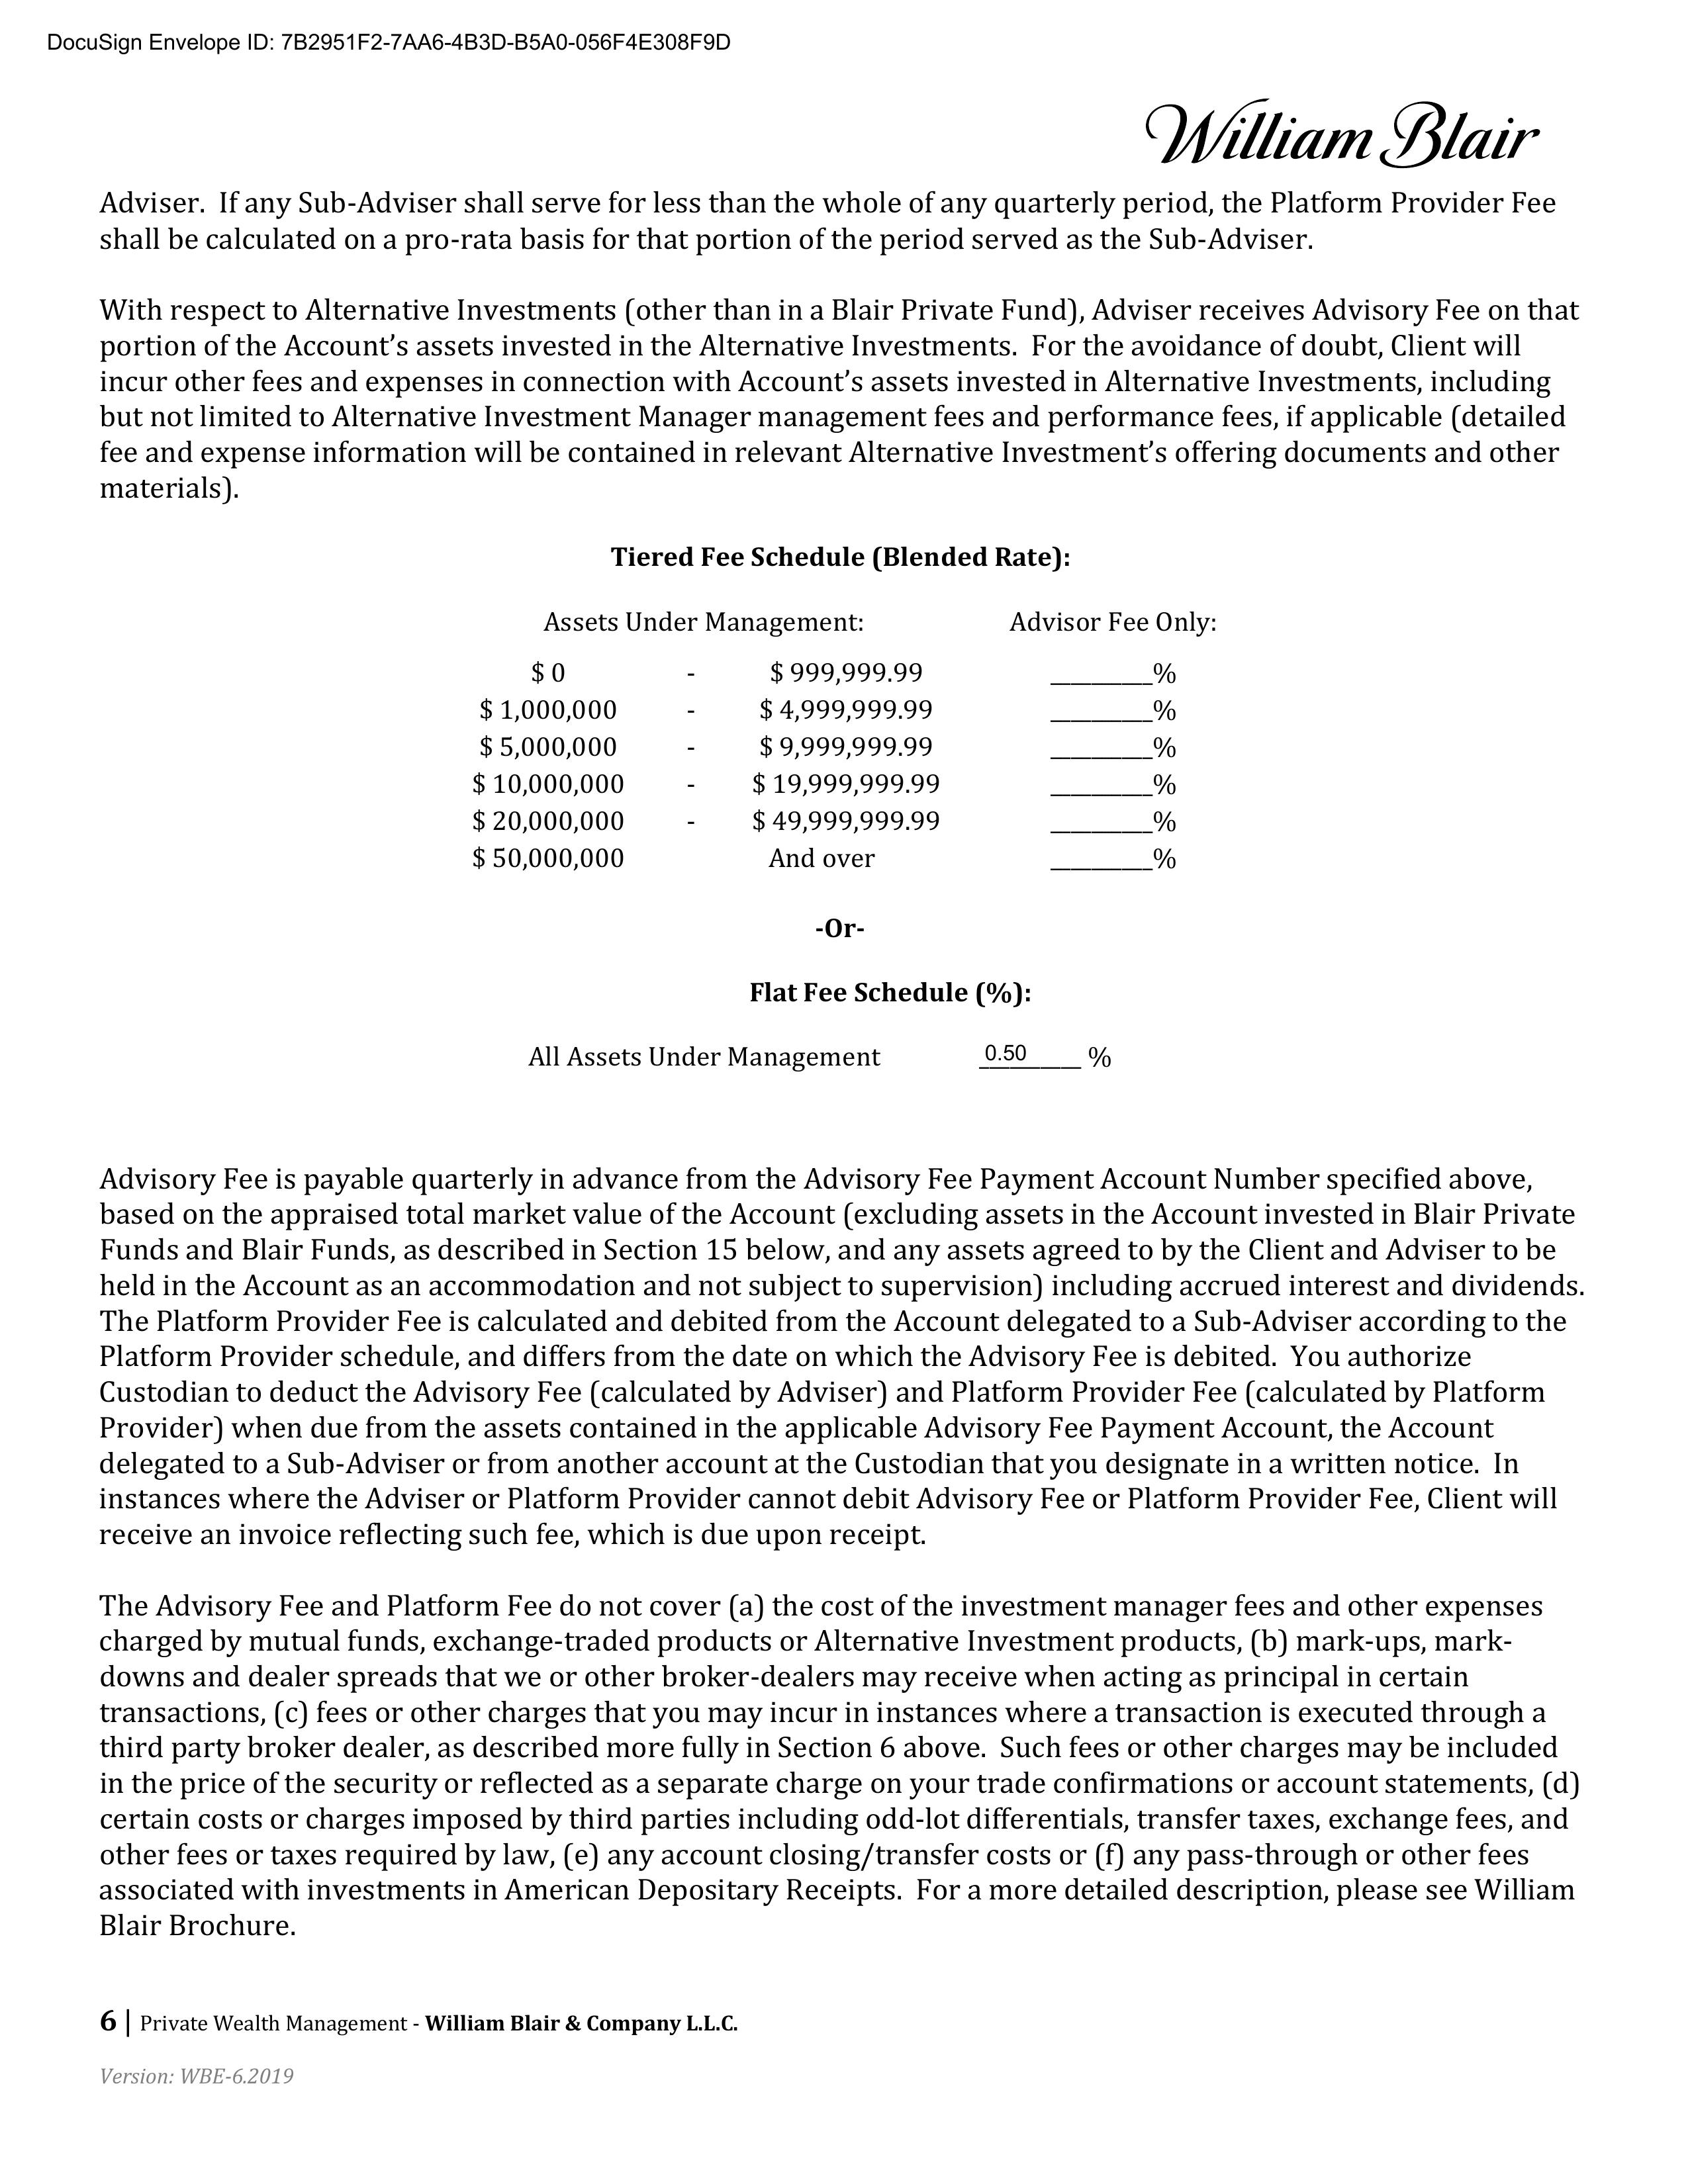 DocuSign Envelope ID: 7B2951F2-7AA6-4B3D-B5A0-056F4E308F9D
William Blair
Adviser. If any Sub-Adviser shall serve for less than the whole of any quarterly period, the Platform Provider Fee
shall be calculated on a pro-rata basis for that portion of the period served as the Sub-Adviser.
With respect to Alternative Investments (other than in a Blair Private Fund), Adviser receives Advisory Fee on that
portion of the Account’s assets invested in the Alternative Investments. For the avoidance of doubt, Client will
incur other fees and expenses in connection with Account’s assets invested in Alternative Investments, including
but not limited to Alternative Investment Manager management fees and performance fees, if applicable (detailed
fee and expense information will be contained in relevant Alternative Investment’s offering documents and other
materials).
Tiered Fee Schedule (Blended Rate):
Assets Under Management: Advisor Fee Only:
$ 0 - $ 999,999.99 __________%
$ 1,000,000 - $ 4,999,999.99 __________%
$ 5,000,000 - $ 9,999,999.99 __________%
$ 10,000,000 - $ 19,999,999.99 __________%
$ 20,000,000 - $ 49,999,999.99 __________%
$ 50,000,000 And over __________%
-Or-
Flat Fee Schedule (%):
All Assets Under Management 0.50 %
Advisory Fee is payable quarterly in advance from the Advisory Fee Payment Account Number specified above,
based on the appraised total market value of the Account (excluding assets in the Account invested in Blair Private
Funds and Blair Funds, as described in Section 15 below, and any assets agreed to by the Client and Adviser to be
held in the Account as an accommodation and not subject to supervision) including accrued interest and dividends.
The Platform Provider Fee is calculated and debited from the Account delegated to a Sub-Adviser according to the
Platform Provider schedule, and differs from the date on which the Advisory Fee is debited. You authorize
Custodian to deduct the Advisory Fee (calculated by Adviser) and Platform Provider Fee (calculated by Platform
Provider) when due from the assets contained in the applicable Advisory Fee Payment Account, the Account
delegated to a Sub-Adviser or from another account at the Custodian that you designate in a written notice. In
instances where the Adviser or Platform Provider cannot debit Advisory Fee or Platform Provider Fee, Client will
receive an invoice reflecting such fee, which is due upon receipt.
The Advisory Fee and Platform Fee do not cover (a) the cost of the investment manager fees and other expenses
charged by mutual funds, exchange-traded products or Alternative Investment products, (b) mark-ups, mark-
downs and dealer spreads that we or other broker-dealers may receive when acting as principal in certain
transactions, (c) fees or other charges that you may incur in instances where a transaction is executed through a
third party broker dealer, as described more fully in Section 6 above. Such fees or other charges may be included
in the price of the security or reflected as a separate charge on your trade confirmations or account statements, (d)
certain costs or charges imposed by third parties including odd-lot differentials, transfer taxes, exchange fees, and
other fees or taxes required by law, (e) any account closing/transfer costs or (f) any pass-through or other fees
associated with investments in American Depositary Receipts. For a more detailed description, please see William
Blair Brochure.
6 | Private Wealth Management - William Blair & Company L.L.C.
Version: WBE-6.2019